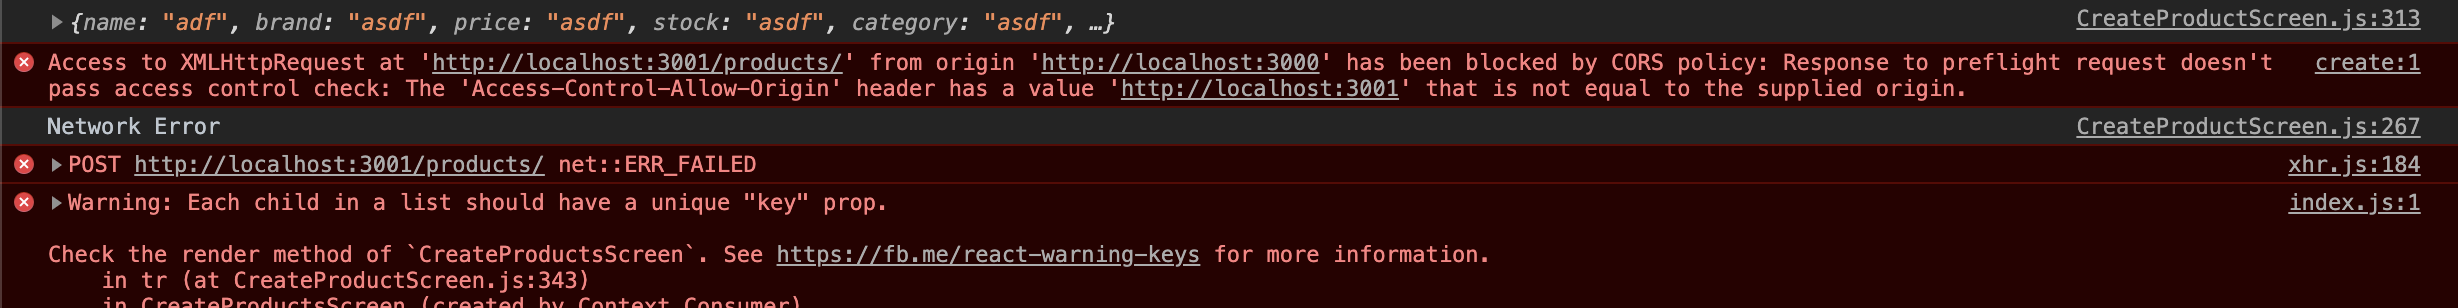 ▶{name: "adf", brand: "asdf", price: "asdf", stock: "asdf", category: "asdf", …} CreateProductScreen.js:313
Access to XMLHttpRequest at 'http://localhost:3001/products/' from origin 'http://localhost:3000' has been blocked by CORS policy: Response to preflight request doesn't create:1
pass access control check: The 'Access-Control-Allow-Origin' header has a value 'http://localhost:3001' that is not equal to the supplied origin.
Network Error CreateProductScreen.js:267
▶POST http://localhost:3001/products/ net::ERR_FAILED xhr.js:184
▶Warning: Each child in a list should have a unique "key" prop. index.js:1
Check the render method of `CreateProductsScreen`. See https://fb.me/react-warning-keys for more information.
in tr (at CreateProductScreen.js:343)
in CreateProductsScreen (created by Context.Consumer)